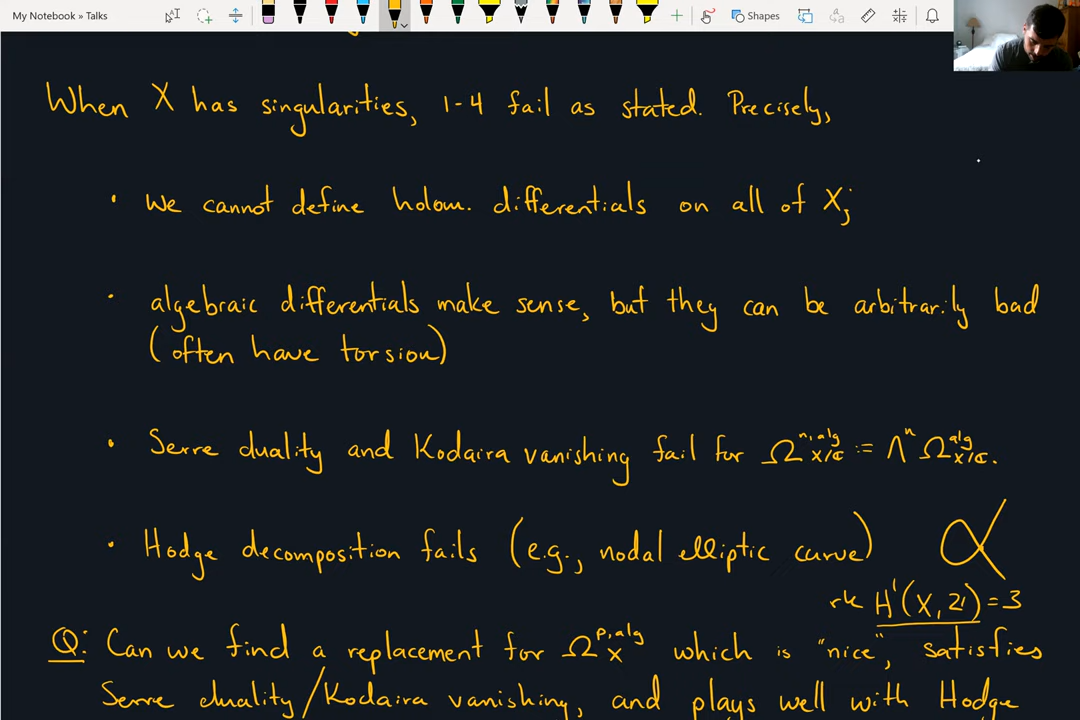 My Notebook » Talks
Shapes
When X has singularities, 1-4 fail as stated. Precisely,
• We cannot define holom. differentials on all of X;
• algebraic differentials make sense, but they can be arbitrarily bad
(often have torsion)
• Serre duality and Kodaira vanishing fail for Ω^{n,alg}_{X/ℂ} := Λ^n Ω^{alg}_{X/ℂ}.
• Hodge decomposition fails (e.g., nodal elliptic curve)
rk H^1(X, ℤ) = 3
Q: Can we find a replacement for Ω^{p,alg}_X which is "nice", satisfies
Serre duality/Kodaira vanishing, and plays well with Hodge